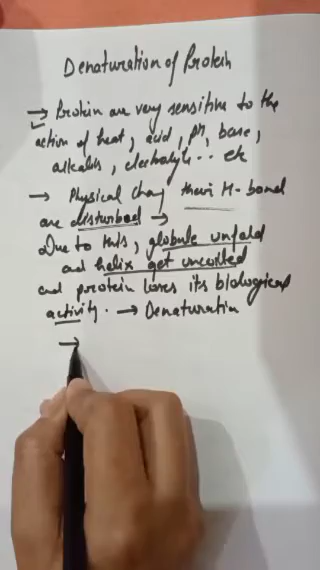 Denaturation of Protein
→ Protein are very sensitive to the
action of heat, acid, pH, base,
alkalis, electrolyte.. etc
→ Physical chang their H-bond
are disturbed →
Due to this, globule unfold
and helix get uncoiled
and protein loses its biological
activity. → Denaturation
→